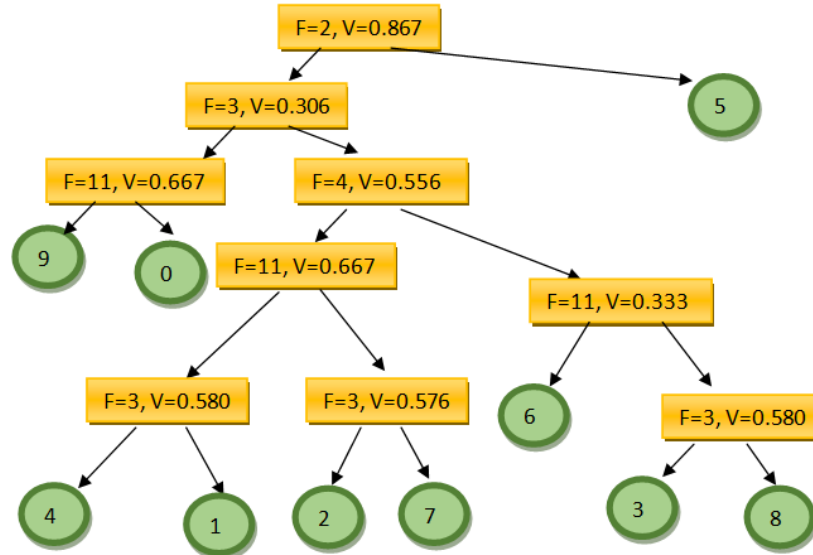 F=2, V=0.867
F=3, V=0.306
5
F=11, V=0.667
F=4, V=0.556
9
0
F=11, V=0.667
F=11, V=0.333
F=3, V=0.580
F=3, V=0.576
6
F=3, V=0.580
4
1
2
7
3
8